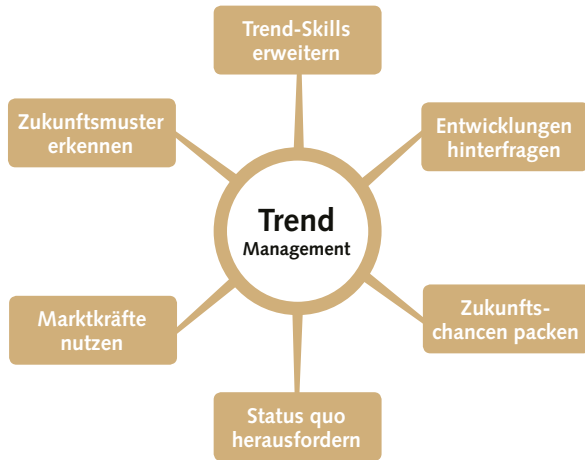 Trend-Skills
erweitern
Zukunftsmuster
erkennen
Entwicklungen
hinterfragen
Trend
Management
Marktkräfte
nutzen
Zukunfts-
chancen packen
Status quo
herausfordern